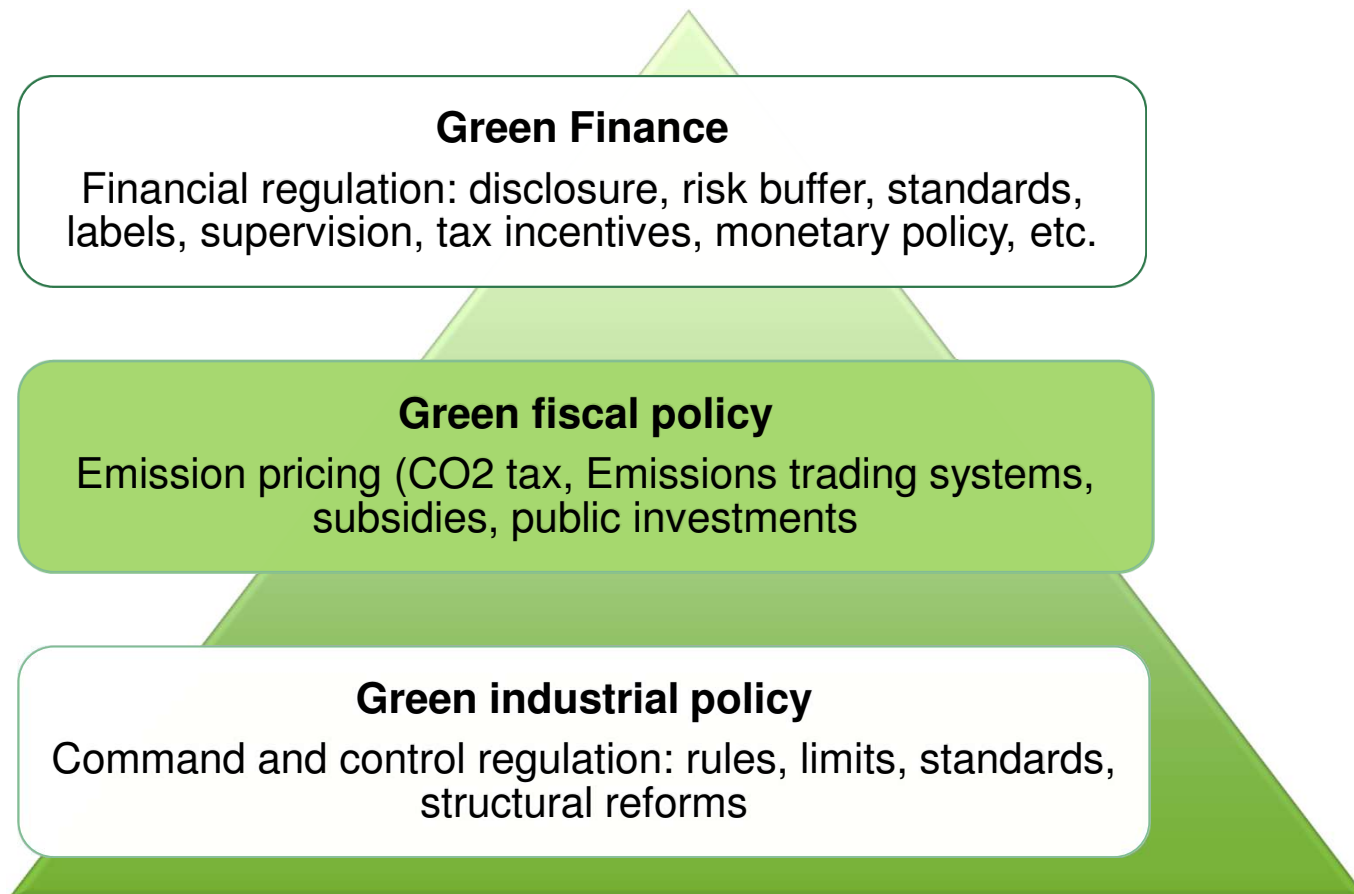 Green Finance
Financial regulation: disclosure, risk buffer, standards,
labels, supervision, tax incentives, monetary policy, etc.
Green fiscal policy
Emission pricing (CO2 tax, Emissions trading systems,
subsidies, public investments
Green industrial policy
Command and control regulation: rules, limits, standards,
structural reforms